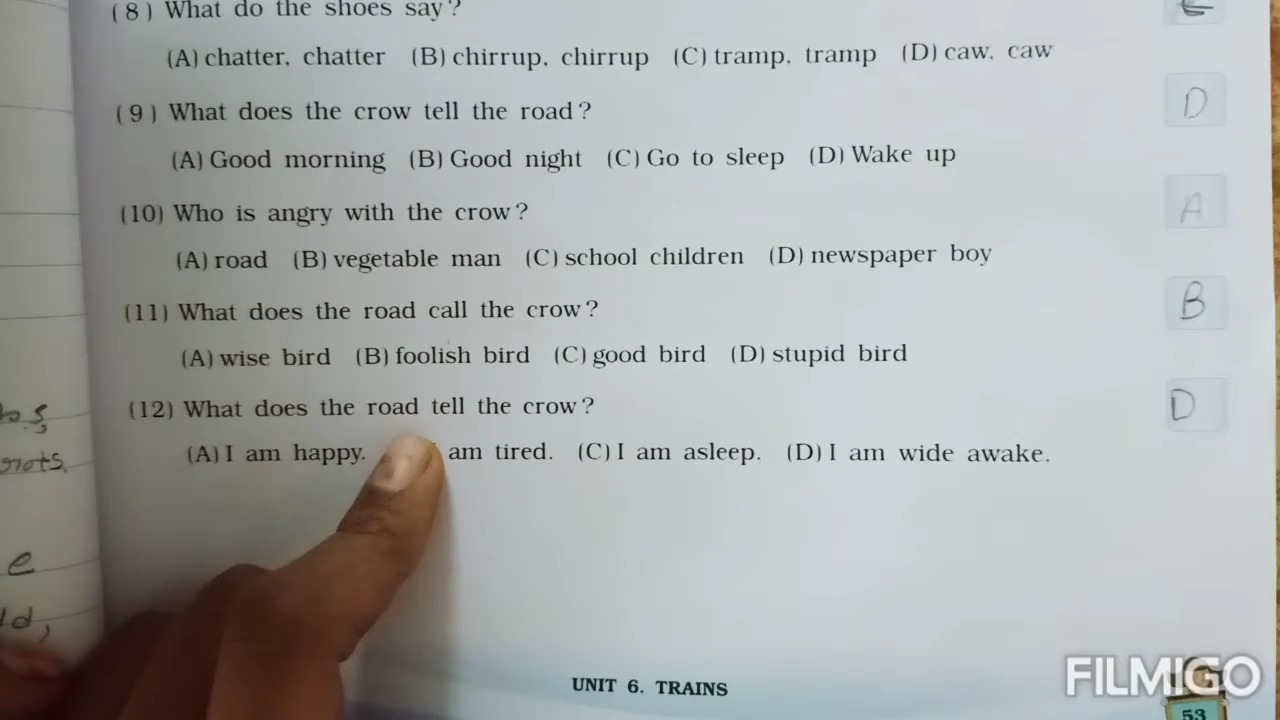 (8) What do the shoes say?
(A) chatter, chatter (B) chirrup, chirrup (C) tramp, tramp (D) caw, caw
(9) What does the crow tell the road? D
(A) Good morning (B) Good night (C) Go to sleep (D) Wake up
(10) Who is angry with the crow? A
(A) road (B) vegetable man (C) school children (D) newspaper boy
(11) What does the road call the crow? B
(A) wise bird (B) foolish bird (C) good bird (D) stupid bird
(12) What does the road tell the crow? D
(A) I am happy. am tired. (C) I am asleep. (D) I am wide awake.
e
UNIT 6. TRAINS
53
FILMIGO